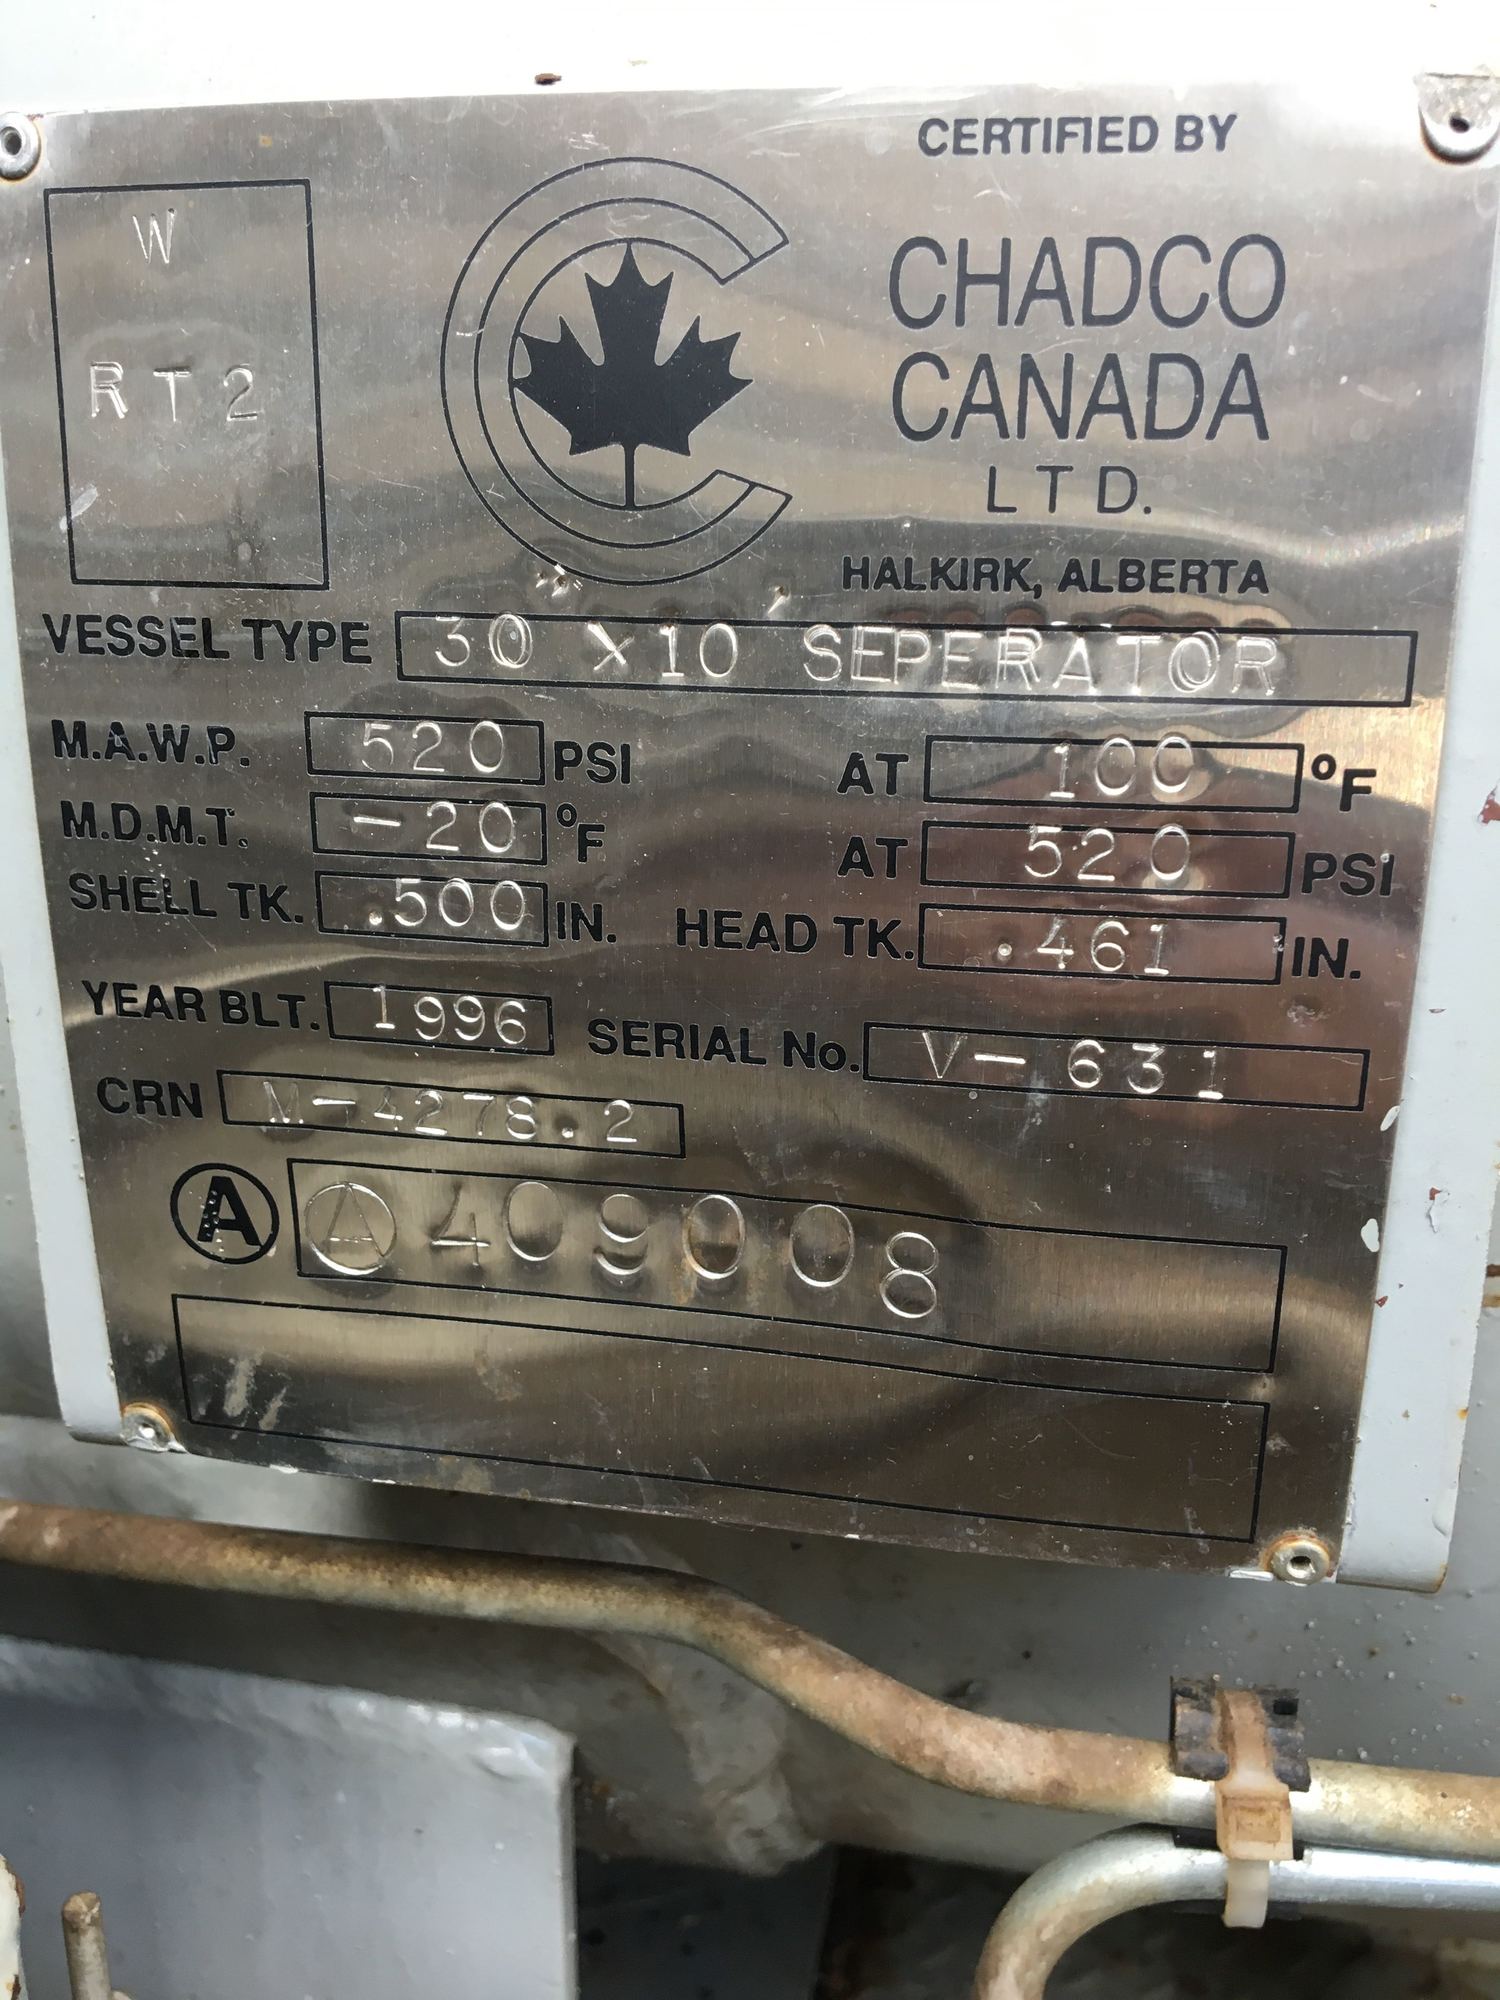 CERTIFIED BY
W
RT2
CHADCO
CANADA
LTD.
HALKIRK, ALBERTA
VESSEL TYPE 30 X 10 SEPERATOR
M.A.W.P. 520 PSI AT 100 °F
M.D.M.T. -20 °F AT 520 PSI
SHELL TK. .500 IN. HEAD TK. .461 IN.
YEAR BLT. 1996 SERIAL No. V-631
CRN M-4278.2
A A 409008